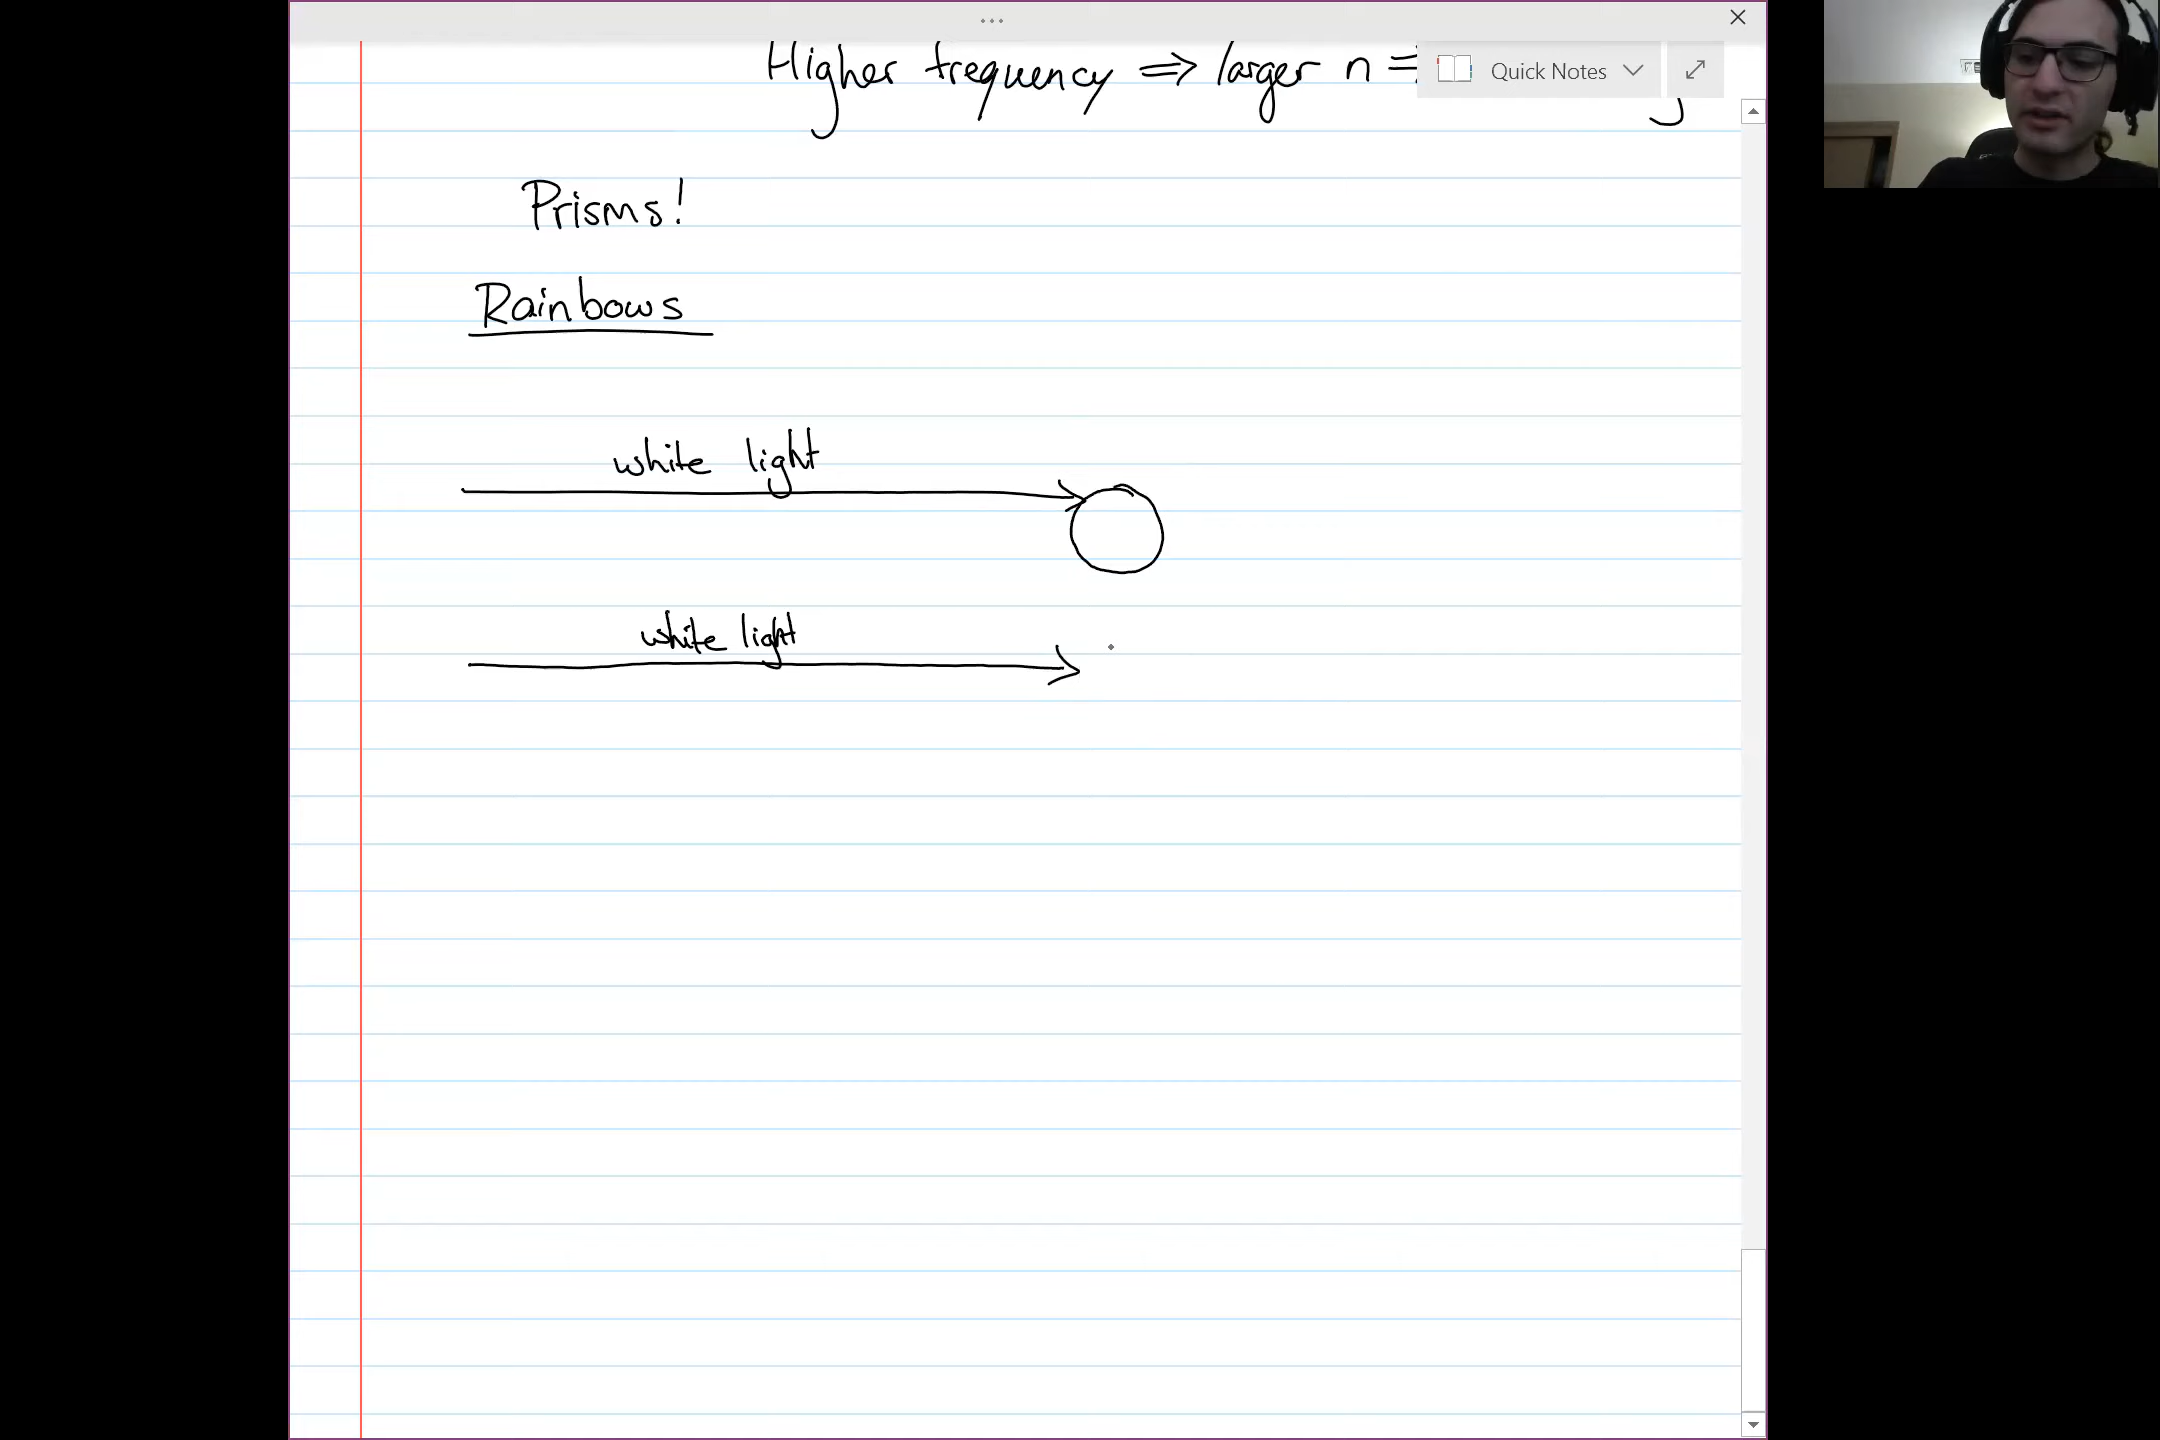 Higher frequency ⇒ larger n =
Quick Notes
Prisms!
Rainbows
white light
white light